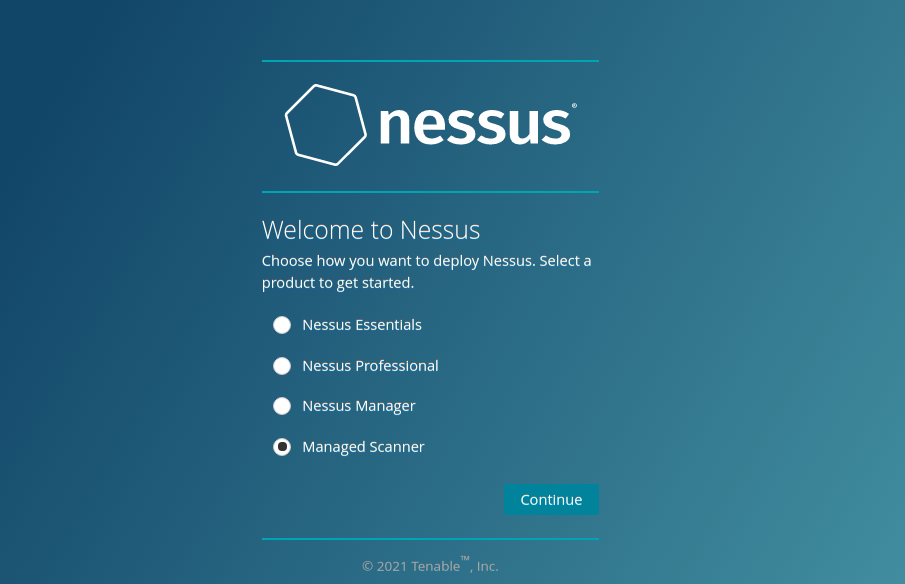 nessus®
Welcome to Nessus
Choose how you want to deploy Nessus. Select a
product to get started.
Nessus Essentials
Nessus Professional
Nessus Manager
Managed Scanner
Continue
© 2021 Tenable™, Inc.